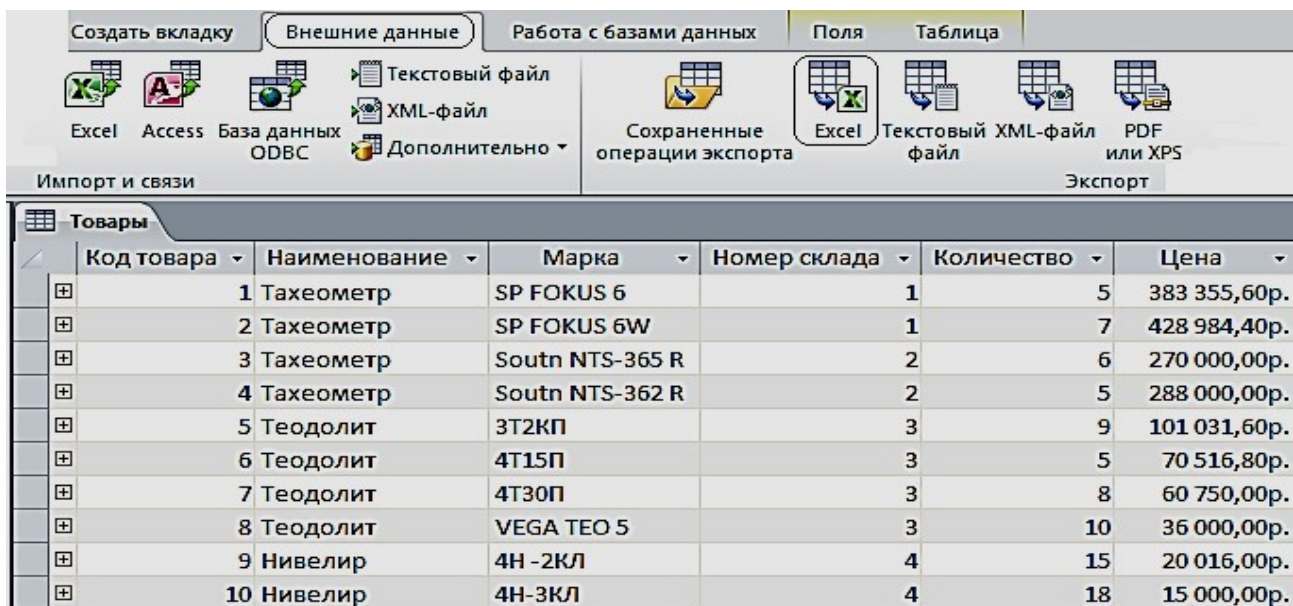 Создать вкладку Внешние данные Работа с базами данных Поля Таблица
Текстовый файл
XML-файл
Дополнительно
Excel Access База данных ODBC
Импорт и связи
Сохраненные операции экспорта Excel Текстовый файл XML-файл PDF или XPS
Экспорт
Товары
Код товара Наименование Марка Номер склада Количество Цена
1 Тахеометр SP FOKUS 6 1 5 383 355,60р.
2 Тахеометр SP FOKUS 6W 1 7 428 984,40р.
3 Тахеометр Soutn NTS-365 R 2 6 270 000,00р.
4 Тахеометр Soutn NTS-362 R 2 5 288 000,00р.
5 Теодолит 3Т2КП 3 9 101 031,60р.
6 Теодолит 4Т15П 3 5 70 516,80р.
7 Теодолит 4Т30П 3 8 60 750,00р.
8 Теодолит VEGA TEO 5 3 10 36 000,00р.
9 Нивелир 4Н -2КЛ 4 15 20 016,00р.
10 Нивелир 4Н-3КЛ 4 18 15 000,00р.